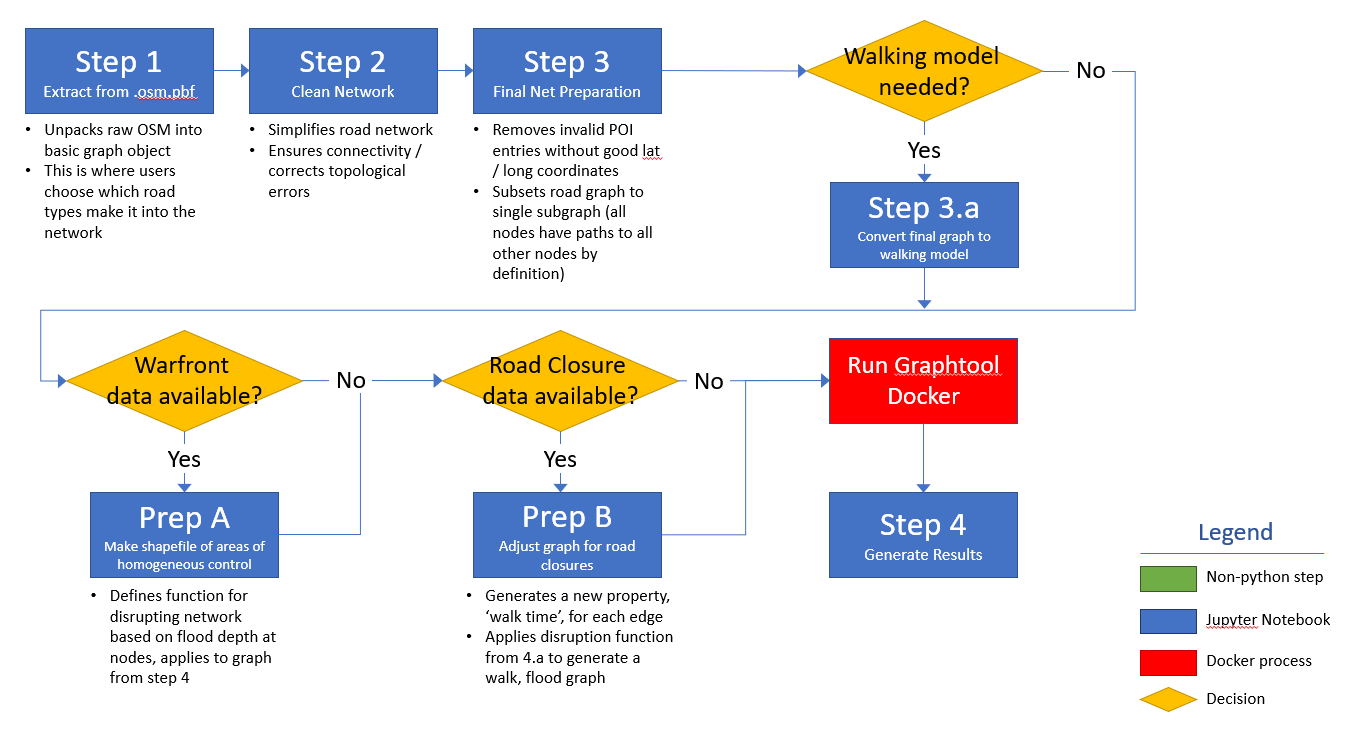 Step 1
Extract from .osm.pbf
• Unpacks raw OSM into
basic graph object
• This is where users
choose which road
types make it into the
network
Step 2
Clean Network
• Simplifies road network
• Ensures connectivity /
corrects topological
errors
Step 3
Final Net Preparation
• Removes invalid POI
entries without good lat
/ long coordinates
• Subsets road graph to
single subgraph (all
nodes have paths to all
other nodes by
definition)
Walking model
needed?
No
Yes
Step 3.a
Convert final graph to
walking model
Warfront
data available?
No
Yes
Prep A
Make shapefile of areas of
homogeneous control
• Defines function for
disrupting network
based on flood depth at
nodes, applies to graph
from step 4
Road Closure
data available?
No
Yes
Prep B
Adjust graph for road
closures
• Generates a new property,
‘walk time’, for each edge
• Applies disruption function
from 4.a to generate a
walk, flood graph
Run Graphtool
Docker
Step 4
Generate Results
Legend
Non-python step
Jupyter Notebook
Docker process
Decision